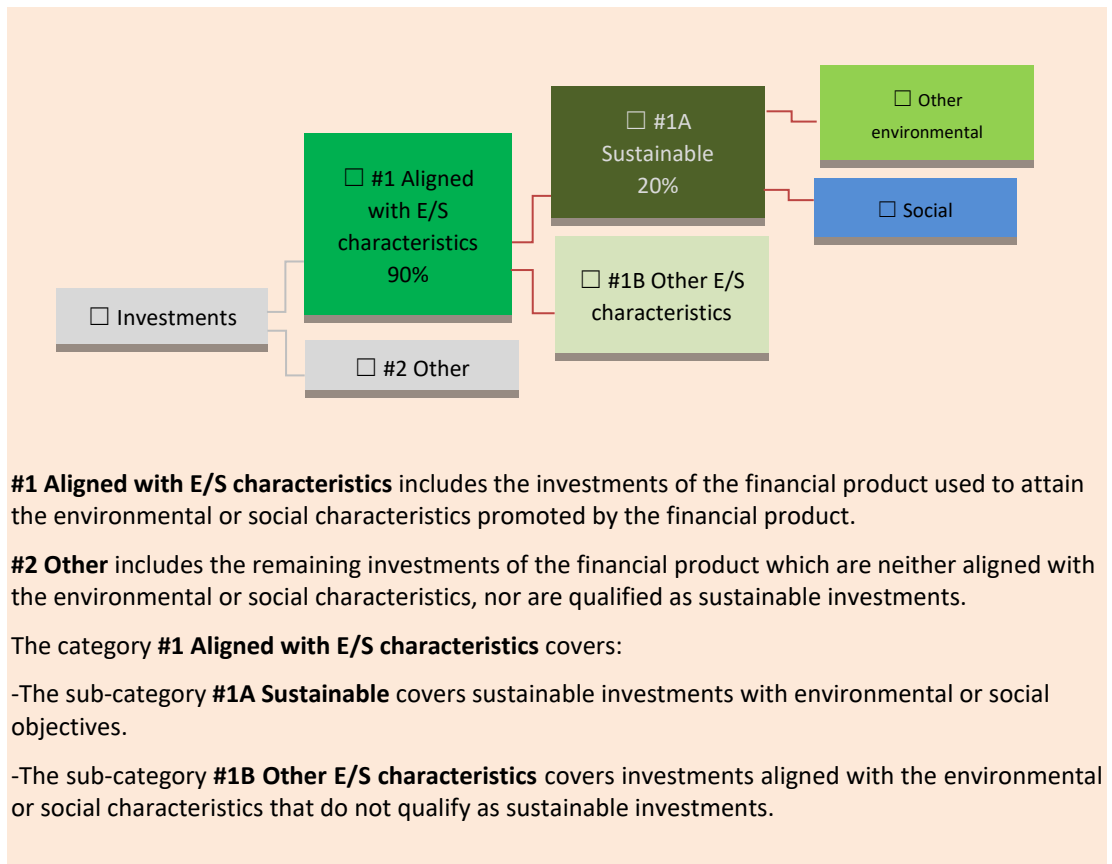 ☐ Investments
☐ #1 Aligned
with E/S
characteristics
90%
☐ #2 Other
☐ #1A
Sustainable
20%
☐ #1B Other E/S
characteristics
☐ Other
environmental
☐ Social
#1 Aligned with E/S characteristics includes the investments of the financial product used to attain
the environmental or social characteristics promoted by the financial product.
#2 Other includes the remaining investments of the financial product which are neither aligned with
the environmental or social characteristics, nor are qualified as sustainable investments.
The category #1 Aligned with E/S characteristics covers:
-The sub-category #1A Sustainable covers sustainable investments with environmental or social
objectives.
-The sub-category #1B Other E/S characteristics covers investments aligned with the environmental
or social characteristics that do not qualify as sustainable investments.